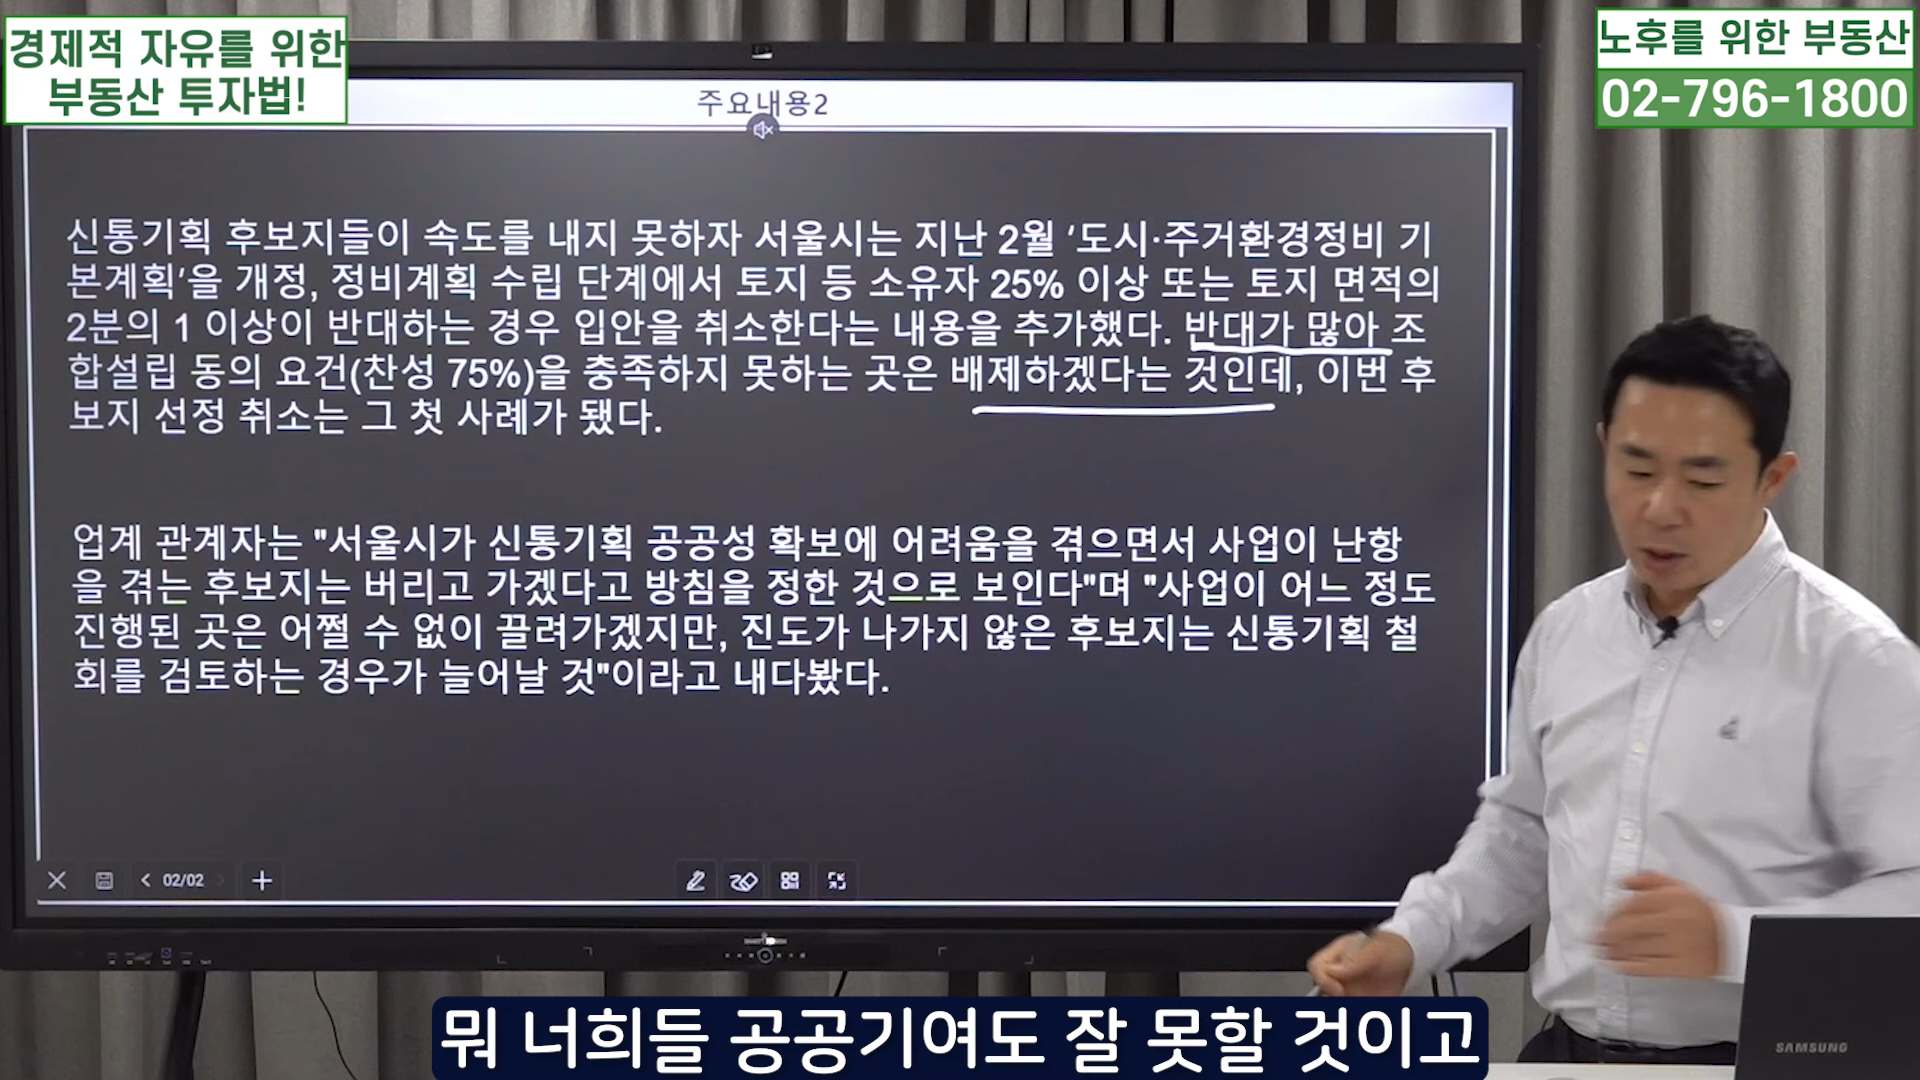 경제적 자유를 위한
부동산 투자법!
노후를 위한 부동산
02-796-1800
주요내용2
신통기획 후보지들이 속도를 내지 못하자 서울시는 지난 2월 '도시·주거환경정비 기
본계획'을 개정, 정비계획 수립 단계에서 토지 등 소유자 25% 이상 또는 토지 면적의
2분의 1 이상이 반대하는 경우 입안을 취소한다는 내용을 추가했다. 반대가 많아 조
합설립 동의 요건(찬성 75%)을 충족하지 못하는 곳은 배제하겠다는 것인데, 이번 후
보지 선정 취소는 그 첫 사례가 됐다.
업계 관계자는 "서울시가 신통기획 공공성 확보에 어려움을 겪으면서 사업이 난항
을 겪는 후보지는 버리고 가겠다고 방침을 정한 것으로 보인다"며 "사업이 어느 정도
진행된 곳은 어쩔 수 없이 끌려가겠지만, 진도가 나가지 않은 후보지는 신통기획 철
회를 검토하는 경우가 늘어날 것"이라고 내다봤다.
02/02
SAMSUNG
뭐 너희들 공공기여도 잘 못할 것이고